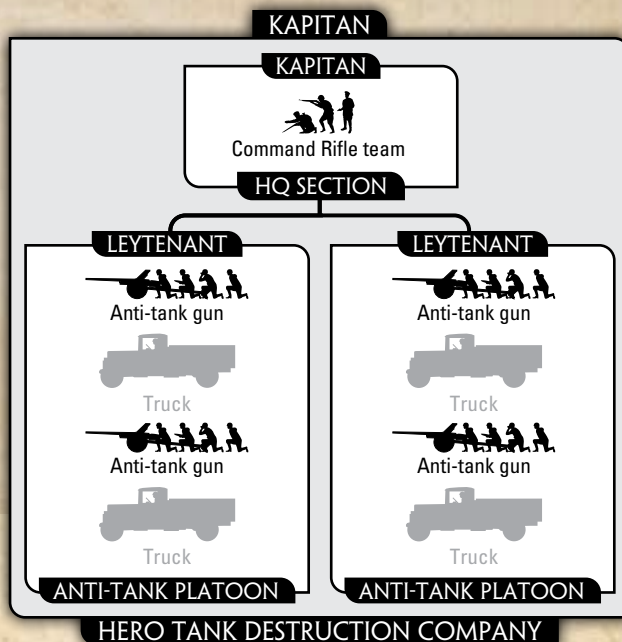 KAPITAN
KAPITAN
Command Rifle team
HQ SECTION
LEYTENANT
Anti-tank gun
Truck
Anti-tank gun
Truck
ANTI-TANK PLATOON
LEYTENANT
Anti-tank gun
Truck
Anti-tank gun
Truck
ANTI-TANK PLATOON
HERO TANK DESTRUCTION COMPANY